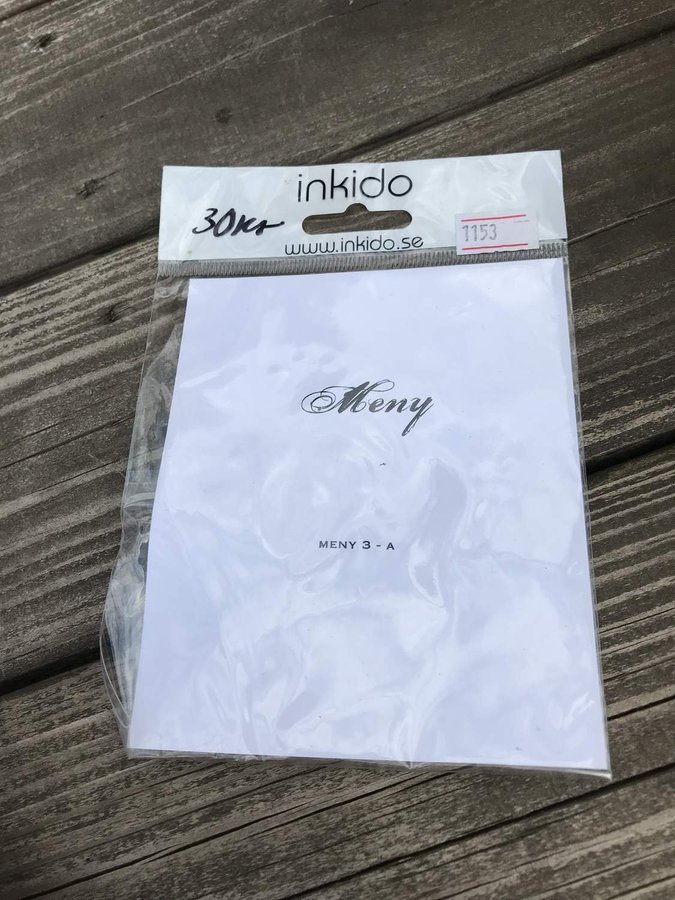 inkido
30kr
1153
www.inkido.se
Meny
MENY 3 - A